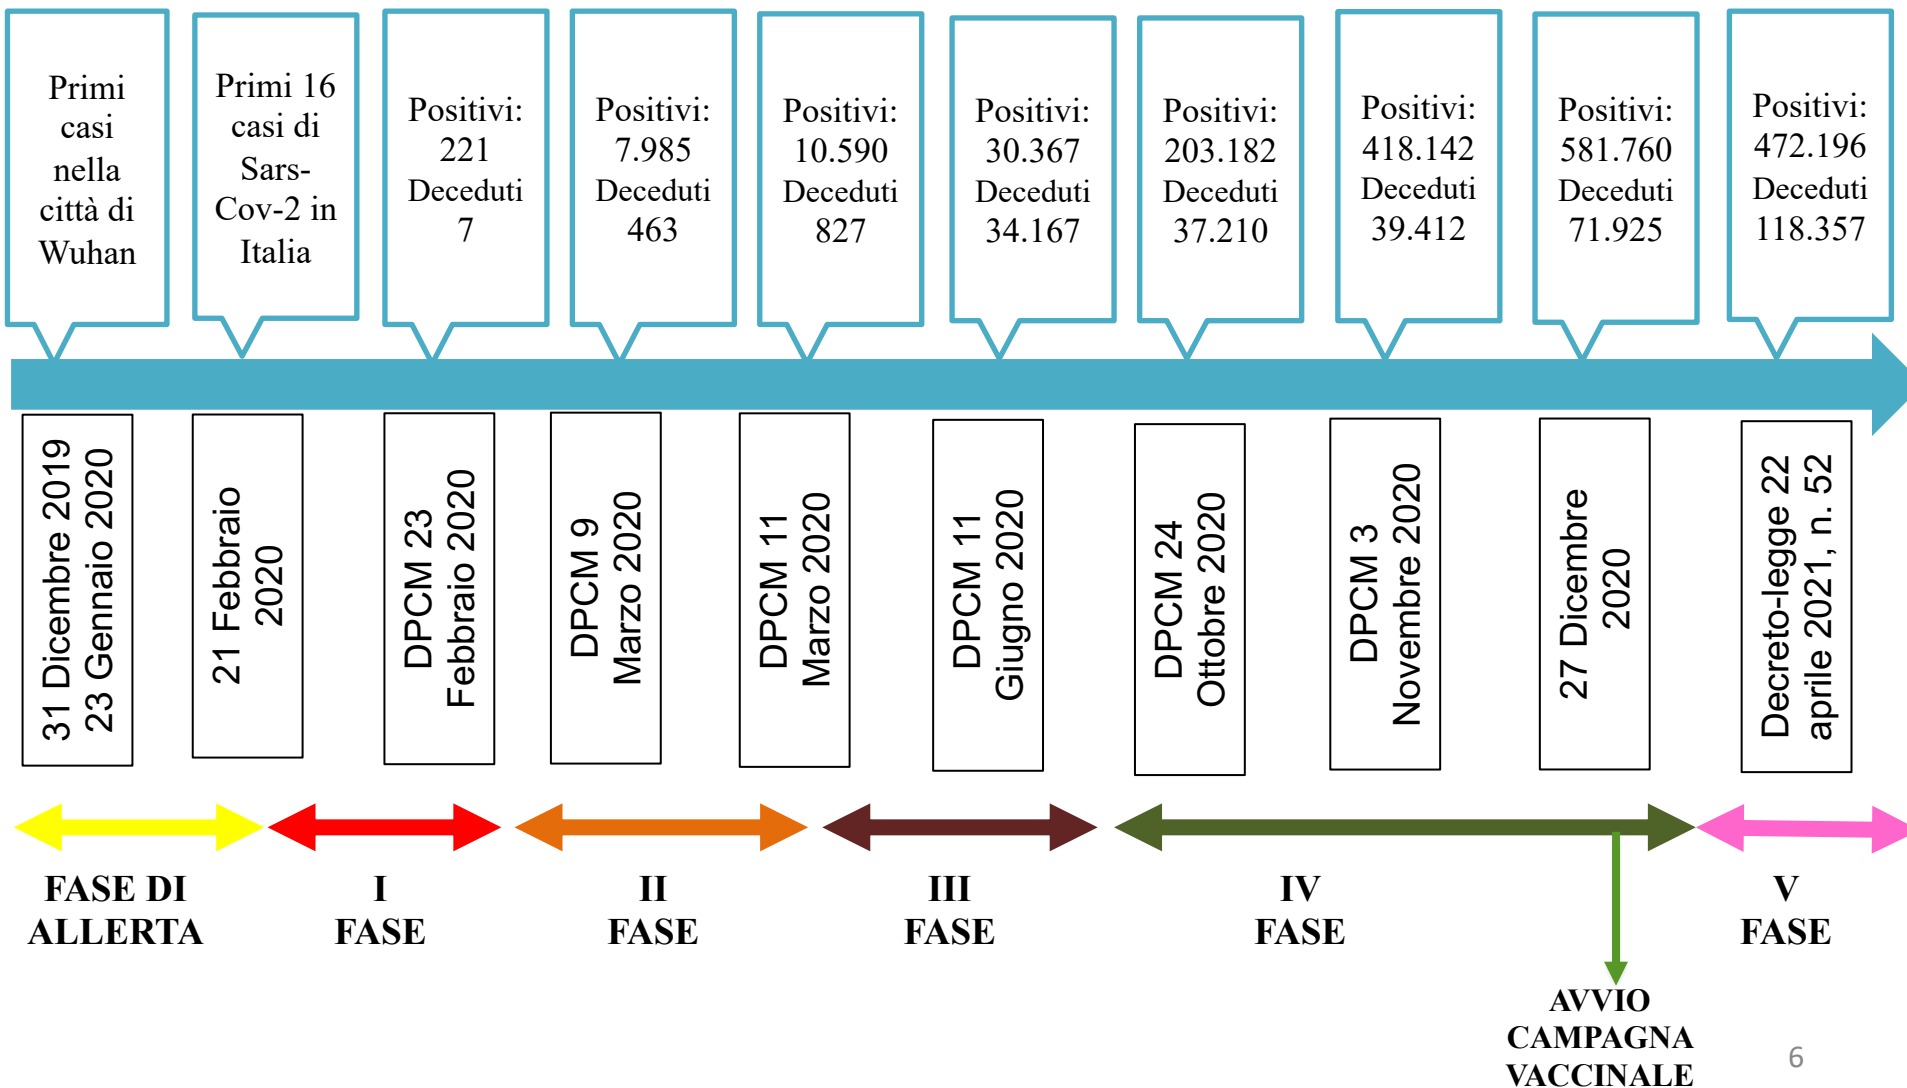 Primi
casi
nella
città di
Wuhan
Primi 16
casi di
Sars-
Cov-2 in
Italia
Positivi:
221
Deceduti
7
Positivi:
7.985
Deceduti
463
Positivi:
10.590
Deceduti
827
Positivi:
30.367
Deceduti
34.167
Positivi:
203.182
Deceduti
37.210
Positivi:
418.142
Deceduti
39.412
Positivi:
581.760
Deceduti
71.925
Positivi:
472.196
Deceduti
118.357
31 Dicembre 2019
23 Gennaio 2020
21 Febbraio
2020
DPCM 23
Febbraio 2020
DPCM 9
Marzo 2020
DPCM 11
Marzo 2020
DPCM 11
Giugno 2020
DPCM 24
Ottobre 2020
DPCM 3
Novembre 2020
27 Dicembre
2020
Decreto-legge 22
aprile 2021, n. 52
FASE DI
ALLERTA
I
FASE
II
FASE
III
FASE
IV
FASE
V
FASE
AVVIO
CAMPAGNA
VACCINALE
6